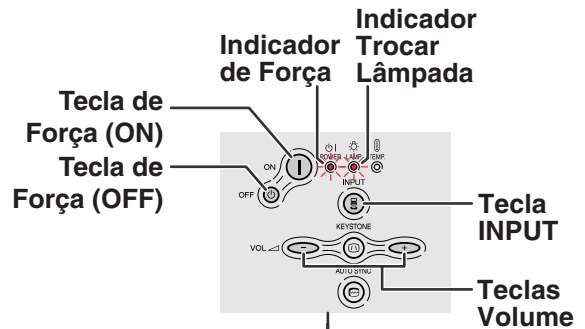 Indicador
de Força
Indicador
Trocar
Lâmpada
Tecla de
Força (ON)
Tecla de
Força (OFF)
POWER LAMP TEMP.
ON
OFF
INPUT
Tecla
INPUT
KEYSTONE
VOL
− +
AUTO SYNC
Teclas
Volume